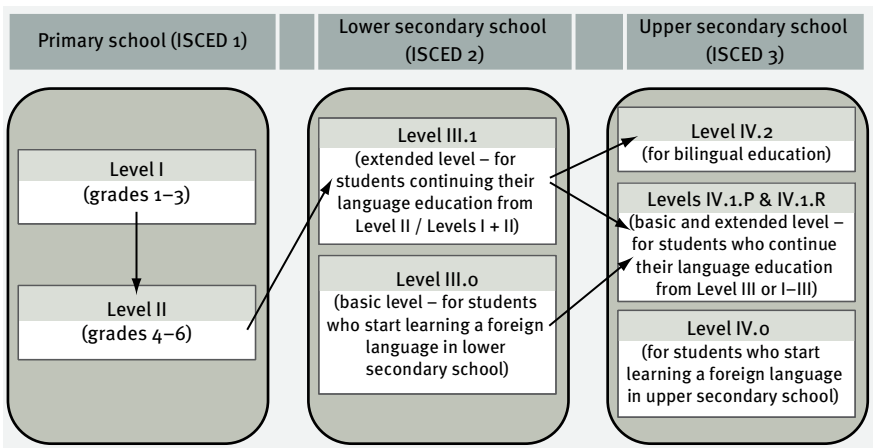 Primary school (ISCED 1)
Lower secondary school
(ISCED 2)
Upper secondary school
(ISCED 3)
Level I
(grades 1–3)
Level II
(grades 4–6)
Level III.1
(extended level – for
students continuing their
language education from
Level II / Levels I + II)
Level III.0
(basic level – for students
who start learning a foreign
language in lower
secondary school)
Level IV.2
(for bilingual education)
Levels IV.1.P & IV.1.R
(basic and extended level –
for students who continue
their language education
from Level III or I–III)
Level IV.0
(for students who start
learning a foreign language
in upper secondary school)